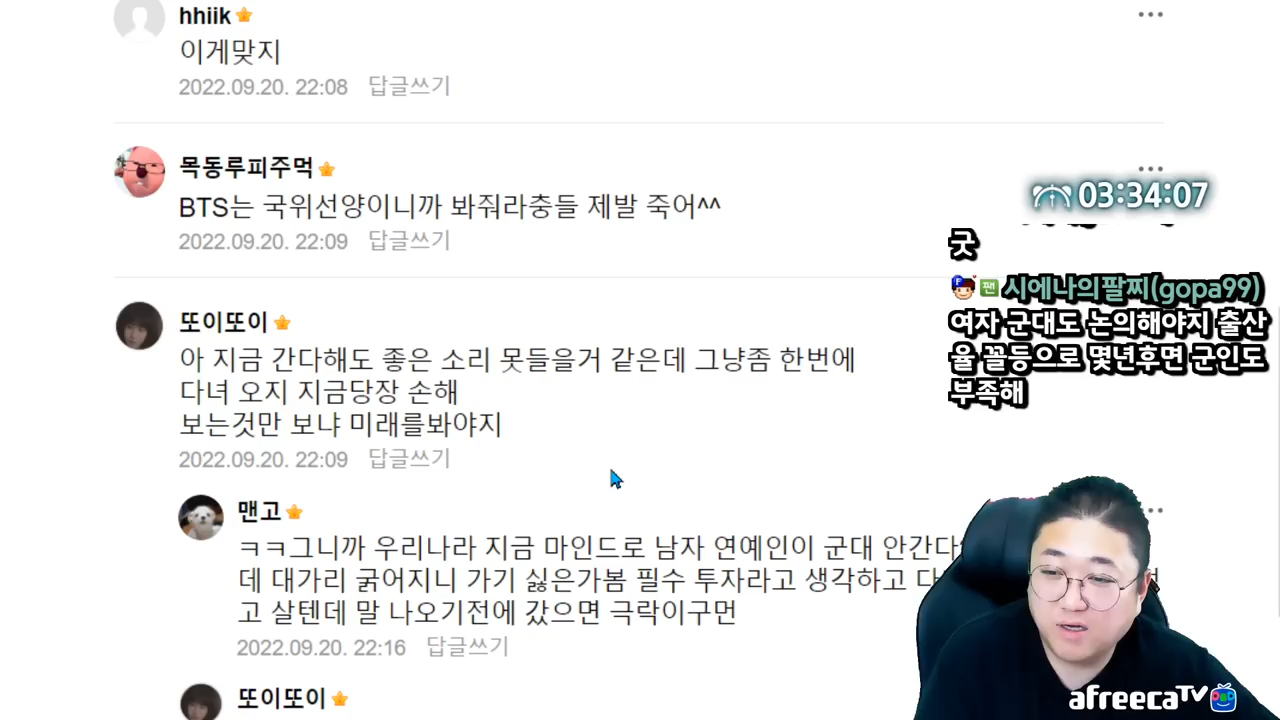 hhiik
이게맞지
2022.09.20. 22:08 답글쓰기
목동루피주먹
03:34:07
BTS는 국위선양이니까 봐줘라충들 제발 죽어^^
2022.09.20. 22:09 답글쓰기
굿
팬 시에나의팔찌(gopa99)
여자 군대도 논의해야지 출산
율 꼴등으로 몇년후면 군인도
부족해
또이또이
아 지금 간다해도 좋은 소리 못들을거 같은데 그냥좀 한번에
다녀 오지 지금당장 손해
보는것만 보냐 미래를봐야지
2022.09.20. 22:09 답글쓰기
맨고
ㅋㅋ그니까 우리나라 지금 마인드로 남자 연예인이 군대 안간다
데 대가리 굵어지니 가기 싫은가봄 필수 투자라고 생각하고 다
고 살텐데 말 나오기전에 갔으면 극락이구먼
2022.09.20. 22:16 답글쓰기
또이또이
afreecaTV